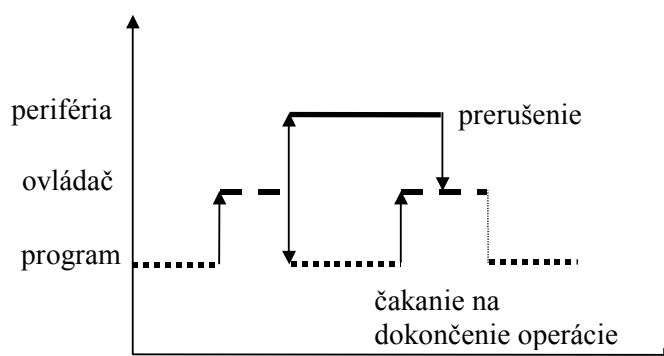 periféria
prerušenie
ovládač
program
čakanie na
dokončenie operácie